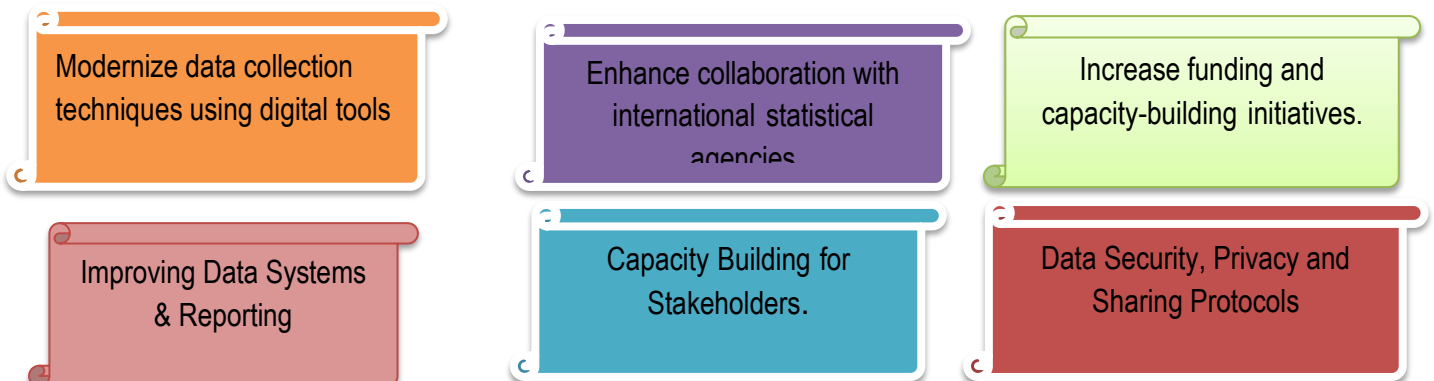 Modernize data collection
techniques using digital tools
Enhance collaboration with
international statistical
agencies
Increase funding and
capacity-building initiatives.
Improving Data Systems
& Reporting
Capacity Building for
Stakeholders.
Data Security, Privacy and
Sharing Protocols